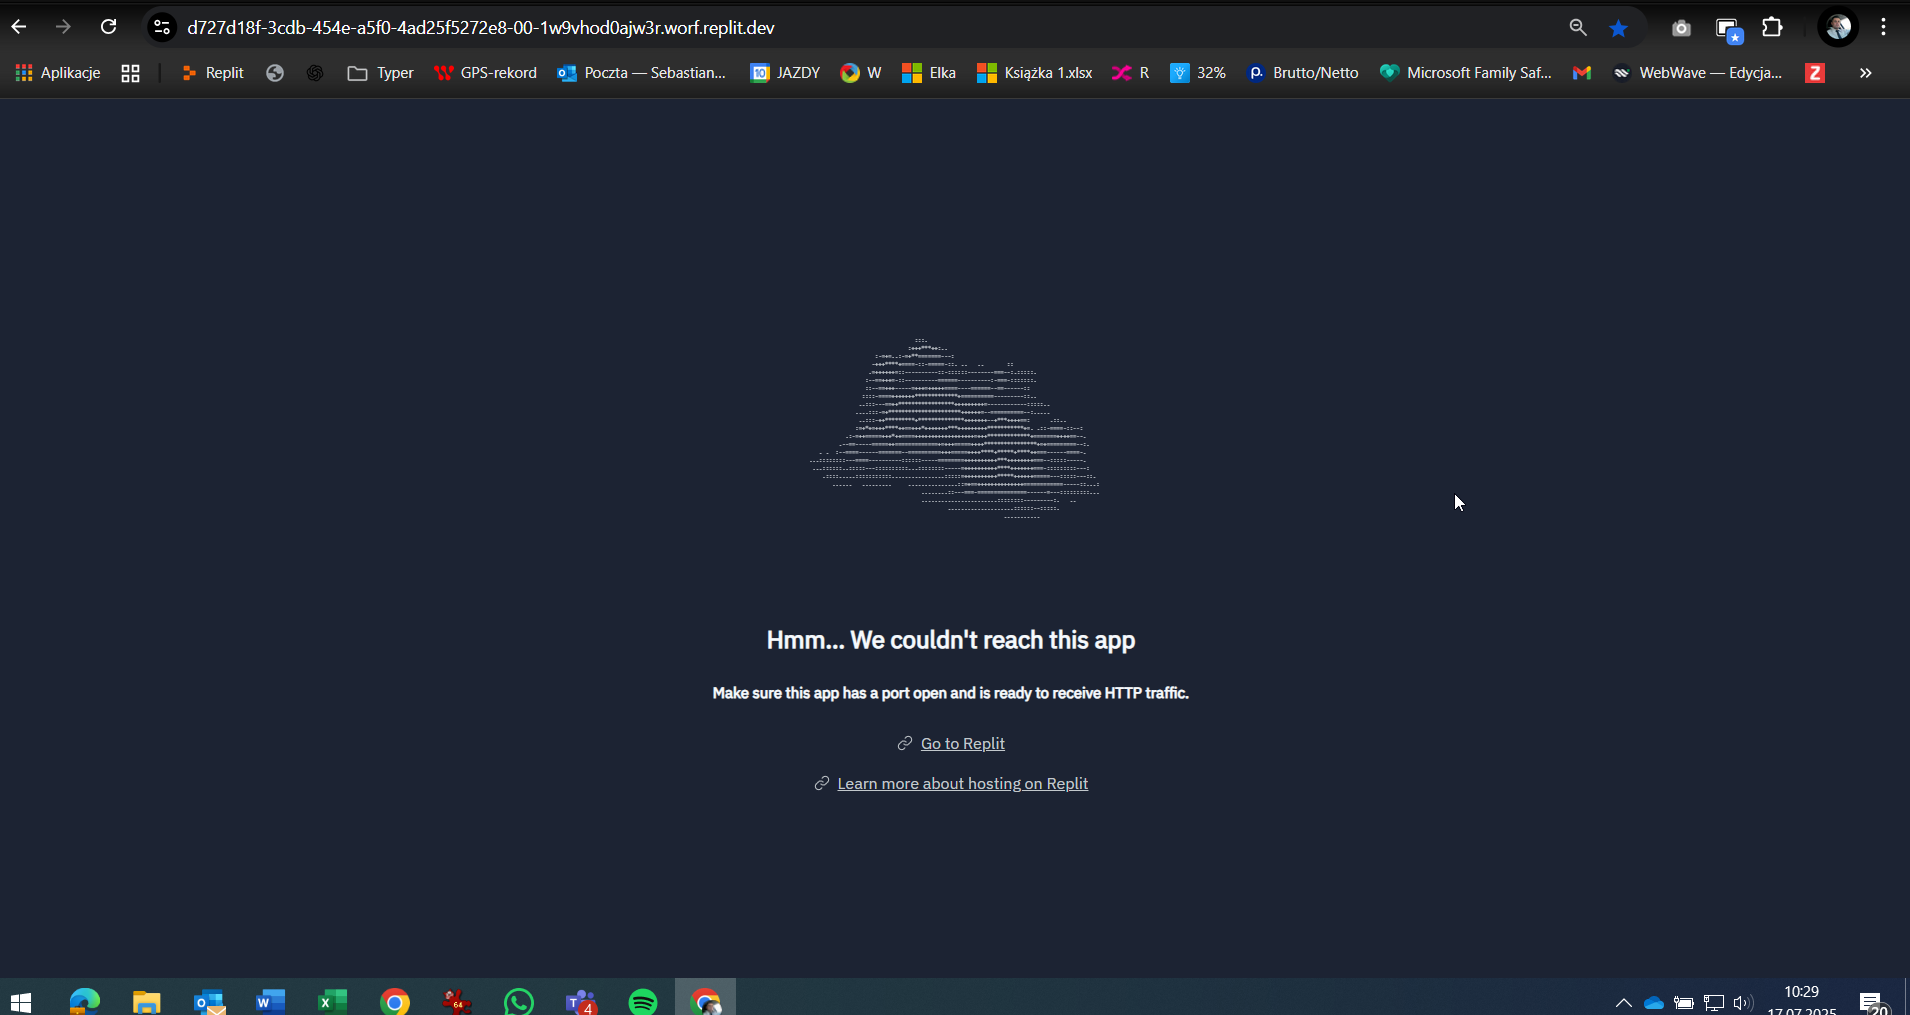 d727d18f-3cdb-454e-a5f0-4ad25f5272e8-00-1w9vhod0ajw3r.worf.replit.dev
Aplikacje Replit Typer GPS-rekord Poczta — Sebastian... 10 JAZDY W Elka Książka 1.xlsx R 32% Brutto/Netto Microsoft Family Saf... WebWave — Edycja... Z »
Hmm... We couldn't reach this app
Make sure this app has a port open and is ready to receive HTTP traffic.
Go to Replit
Learn more about hosting on Replit
64 4
10:29
17.07.2025
20